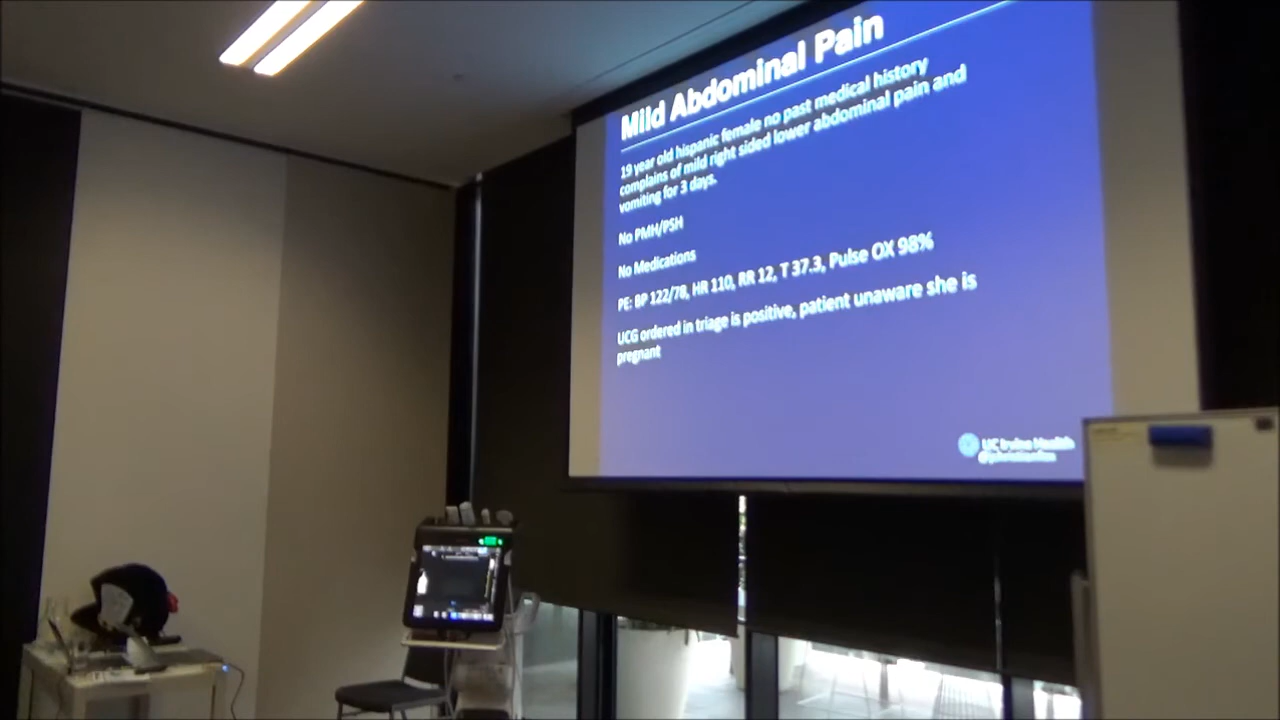 Mild Abdominal Pain
19 year old hispanic female no past medical history
complains of mild right sided lower abdominal pain and
vomiting for 3 days.
No PMH/PSH
No Medications
PE: BP 122/78, HR 110, RR 12, T 37.3, Pulse OX 98%
UCG ordered in triage is positive, patient unaware she is
pregnant
UC Irvine Health